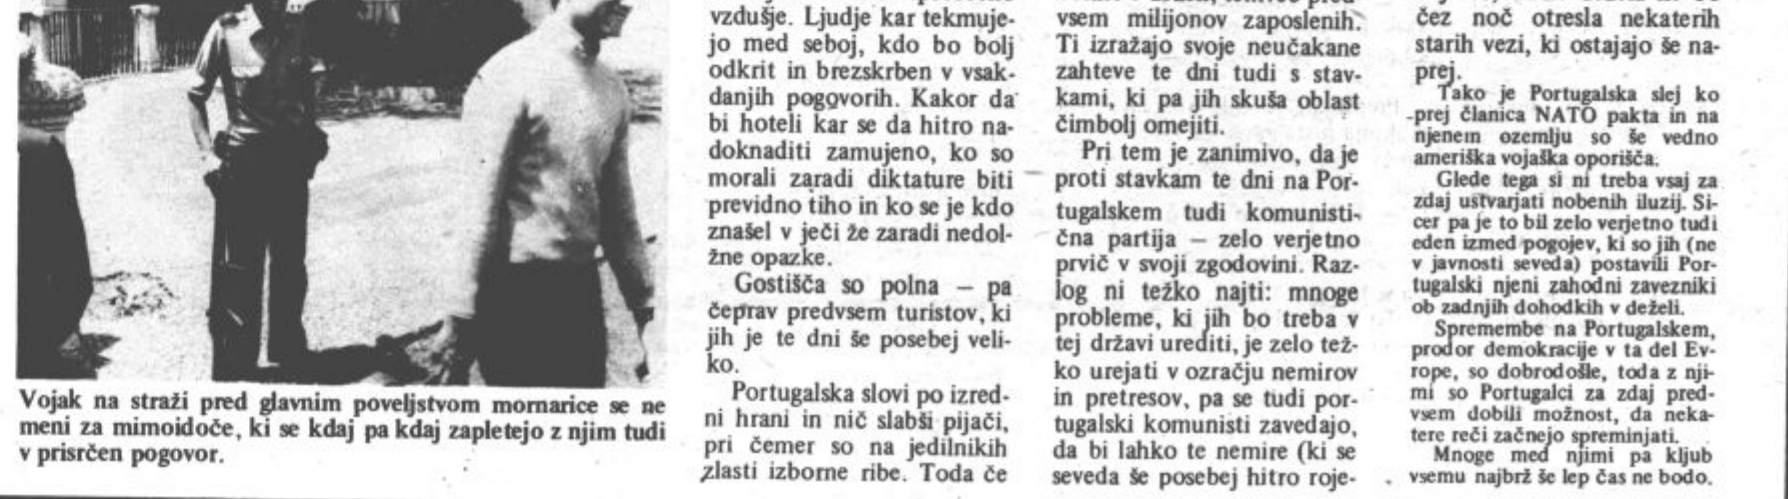 Vojak na straži pred glavnim poveljstvom mornarice se ne
meni za mimoidoče, ki se kdaj pa kdaj zapletejo z njim tudi
v prisrčen pogovor.
vzdušje. Ljudje kar tekmuje-
jo med seboj, kdo bo bolj
odkrit in brezskrben v vsak-
danjih pogovorih. Kakor da
bi hoteli kar se da hitro na-
doknaditi zamujeno, ko so
morali zaradi diktature biti
previdno tiho in ko se je kdo
znašel v ječi že zaradi nedol-
žne opazke.
Gostišča so polna – pa
čeprav predvsem turistov, ki
jih je te dni še posebej veli-
ko.
Portugalska slovi po izred-
ni hrani in nič slabši pijači,
pri čemer so na jedilnikih
zlasti izborne ribe. Toda če
vsem milijonov zaposlenih.
Ti izražajo svoje neučakane
zahteve te dni tudi s stav-
kami, ki pa jih skuša oblast
čimbolj omejiti.
Pri tem je zanimivo, da je
proti stavkam te dni na Por-
tugalskem tudi komunisti-
čna partija – zelo verjetno
prvič v svoji zgodovini. Raz-
log ni težko najti: mnoge
probleme, ki jih bo treba v
tej državi urediti, je zelo tež-
ko urejati v ozračju nemirov
in pretresov, pa se tudi por-
tugalski komunisti zavedajo,
da bi lahko te nemire (ki se
seveda še posebej hitro roje-
čez noč otresla nekaterih
starih vezi, ki ostajajo še na-
prej.
Tako je Portugalska slej ko
prej članica NATO pakta in na
njenem ozemlju so še vedno
ameriška vojaška oporišča.
Glede tega si ni treba vsaj za
zdaj ustvarjati nobenih iluzij. Si-
cer pa je to bil zelo verjetno tudi
eden izmed pogojev, ki so jih (ne
v javnosti seveda) postavili Por-
tugalski njeni zahodni zavezniki
ob zadnjih dohodkih v deželi.
Spremembe na Portugalskem,
prodor demokracije v ta del Ev-
rope, so dobrodošle, toda z nji-
mi so Portugalci za zdaj pred-
vsem dobili možnost, da neka-
tere reči začnejo spreminjati.
Mnoge med njimi pa kljub
vsemu najbrž še lep čas ne bodo.